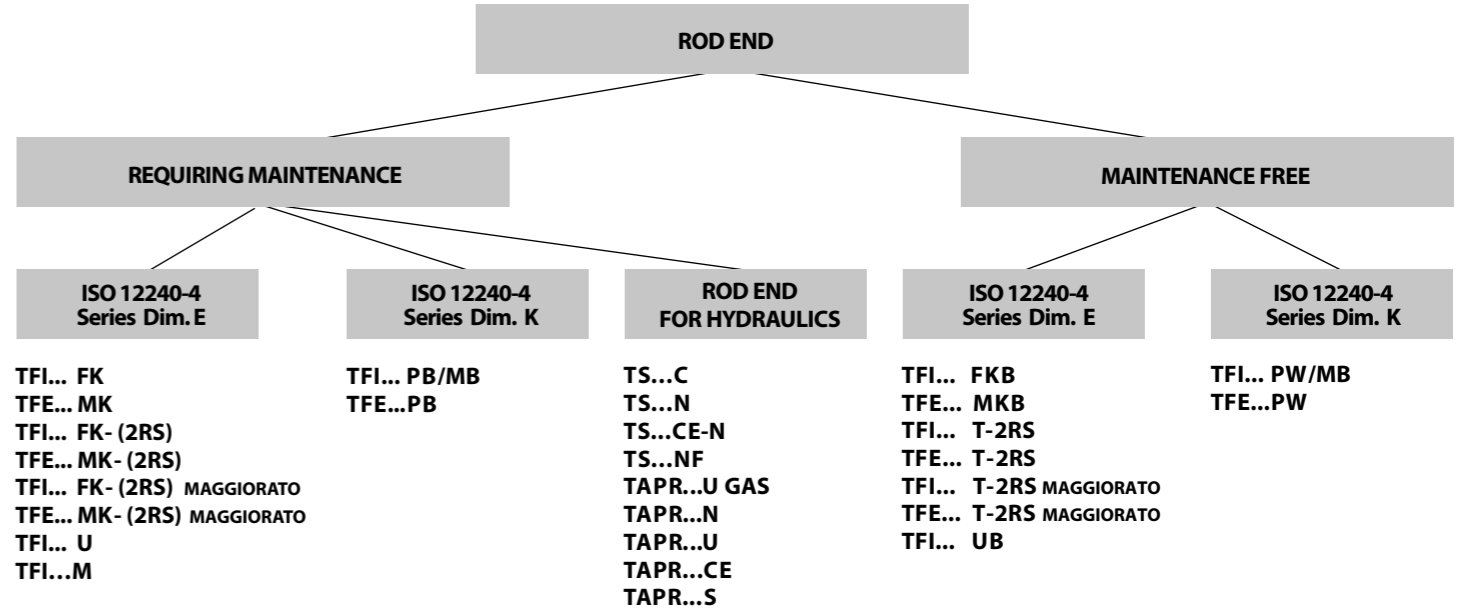 ROD END
REQUIRING MAINTENANCE
MAINTENANCE FREE
ISO 12240-4
Series Dim. E
TFI... FK
TFE... MK
TFI... FK- (2RS)
TFE... MK- (2RS)
TFI... FK- (2RS) MAGGIORATO
TFE... MK- (2RS) MAGGIORATO
TFI... U
TFI...M
ISO 12240-4
Series Dim. K
TFI... PB/MB
TFE...PB
ROD END
FOR HYDRAULICS
TS...C
TS...N
TS...CE-N
TS...NF
TAPR...U GAS
TAPR...N
TAPR...U
TAPR...CE
TAPR...S
ISO 12240-4
Series Dim. E
TFI... FKB
TFE... MKB
TFI... T-2RS
TFE... T-2RS
TFI... T-2RS MAGGIORATO
TFE... T-2RS MAGGIORATO
TFI... UB
ISO 12240-4
Series Dim. K
TFI... PW/MB
TFE...PW